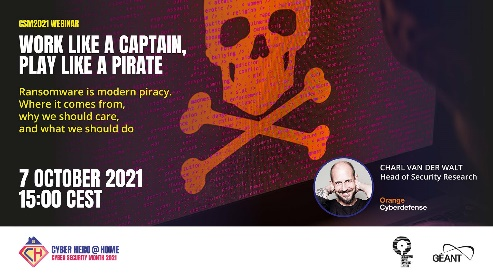 CSM2021 WEBINAR
WORK LIKE A CAPTAIN,
PLAY LIKE A PIRATE
Ransomware is modern piracy.
Where it comes from,
why we should care,
and what we should do
7 OCTOBER 2021
15:00 CEST
CHARL VAN DER WALT
Head of Security Research
Orange
Cyberdefense
CH
CYBER HERO @ HOME
CYBER SECURITY MONTH 2021
GÉANT